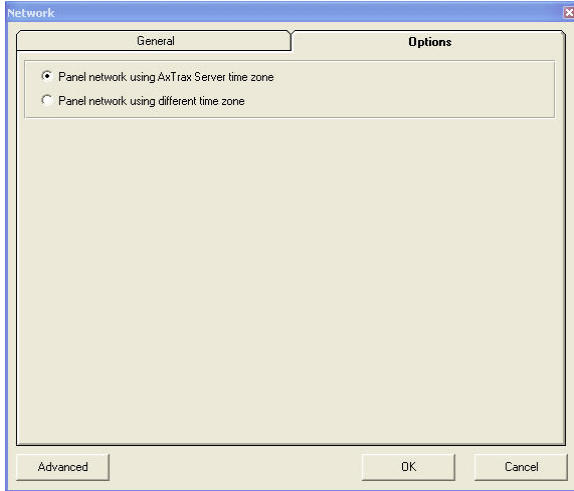 Network
General
Options
Panel network using AxTrax Server time zone
Panel network using different time zone
Advanced
OK
Cancel